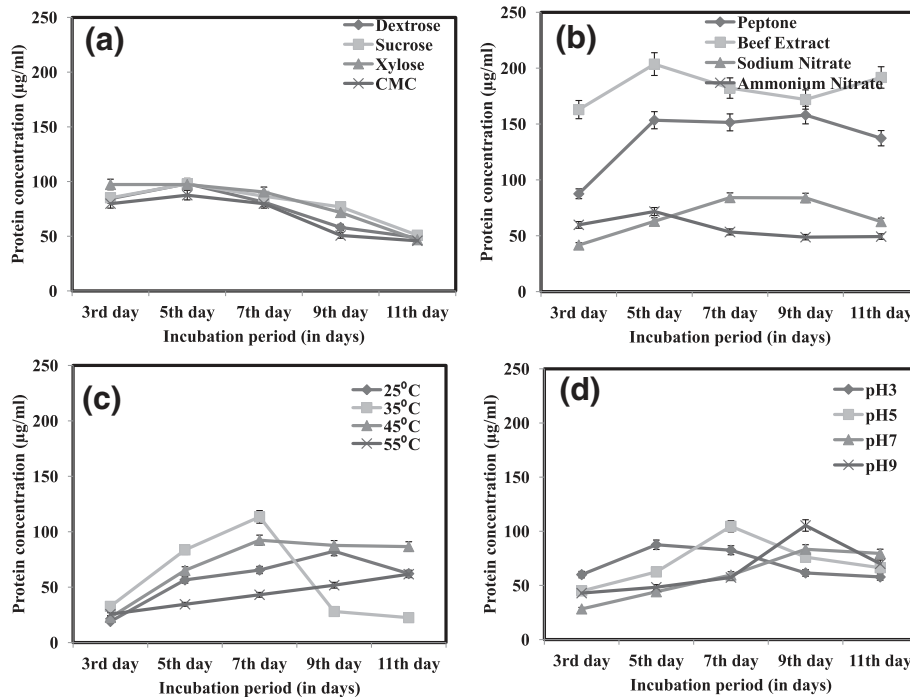 (a)
Dextrose
Sucrose
Xylose
CMC
Protein concentration (µg/ml)
250
200
150
100
50
0
3rd day 5th day 7th day 9th day 11th day
Incubation period (in days)
(b)
Peptone
Beef Extract
Sodium Nitrate
Ammonium Nitrate
Protein concentration (µg/ml)
250
200
150
100
50
0
3rd day 5th day 7th day 9th day 11th day
Incubation period (in days)
(c)
25⁰C
35⁰C
45⁰C
55⁰C
Protein concentration (µg/ml)
250
200
150
100
50
0
3rd day 5th day 7th day 9th day 11th day
Incubation period (in days)
(d)
pH3
pH5
pH7
pH9
Protein concentration (µg/ml)
250
200
150
100
50
0
3rd day 5th day 7th day 9th day 11th day
Incubation period (in days)